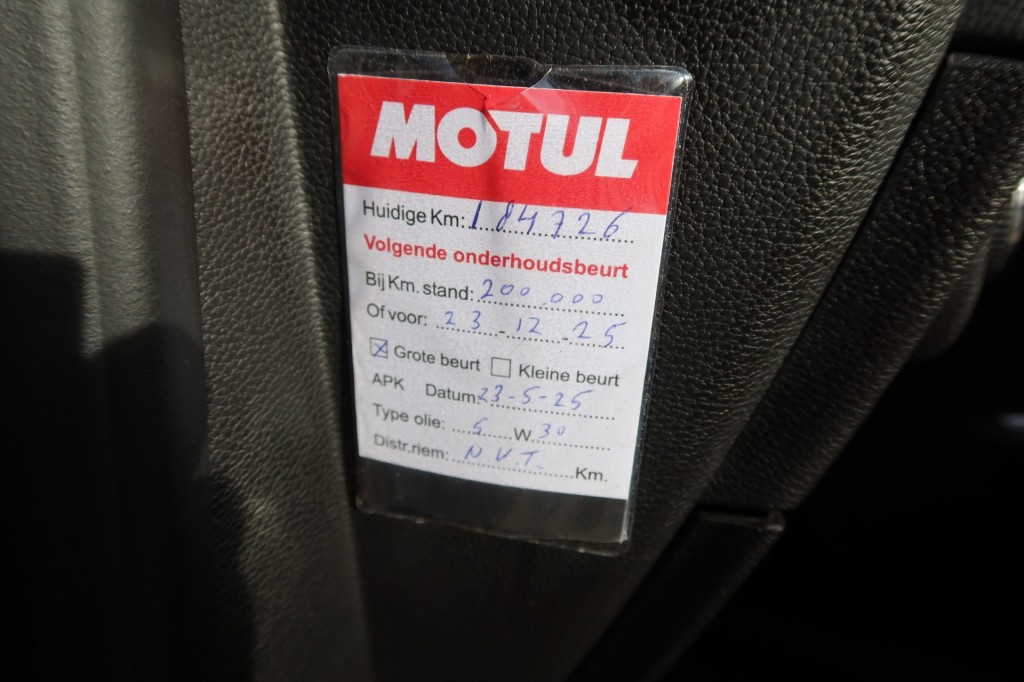 MOTUL
Huidige Km: 184726
Volgende onderhoudsbeurt
Bij Km. stand: 200.000
Of voor: 23-12-25
Grote beurt Kleine beurt
APK Datum: 23-5-25
Type olie: 5 W 30
Distr.riem: N.V.T. Km.